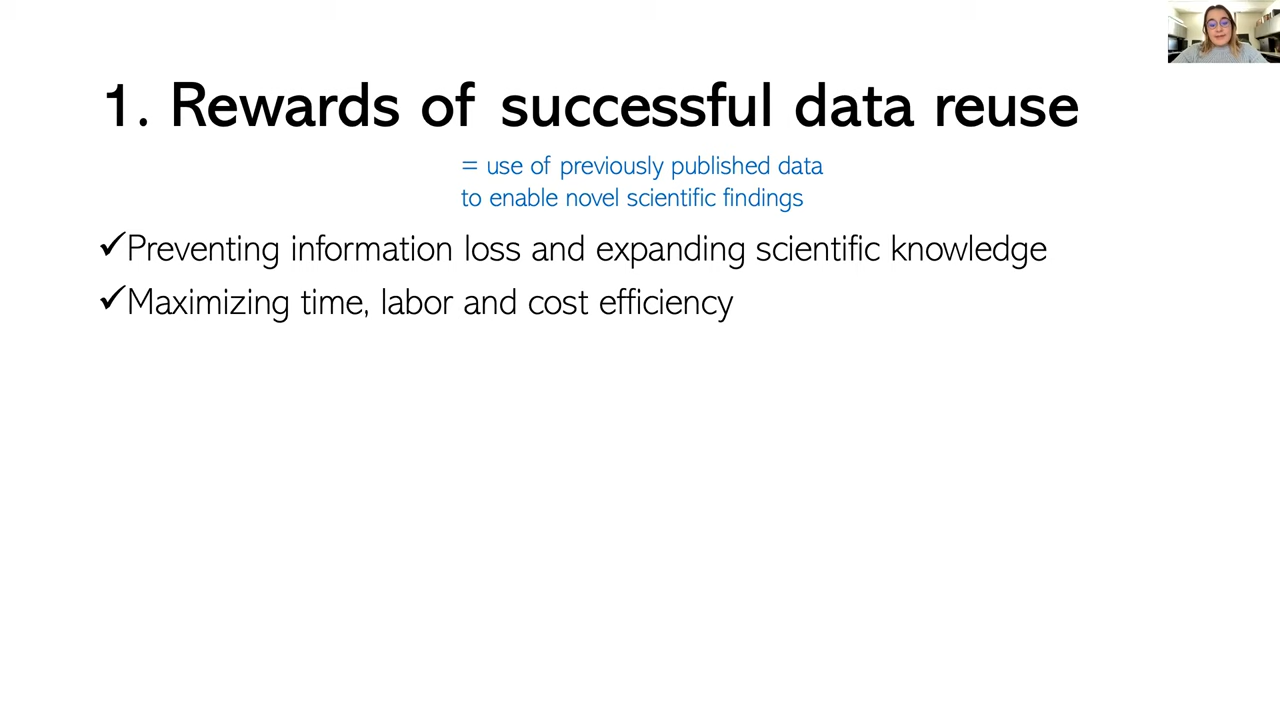 1. Rewards of successful data reuse
= use of previously published data
to enable novel scientific findings
✓Preventing information loss and expanding scientific knowledge
✓Maximizing time, labor and cost efficiency